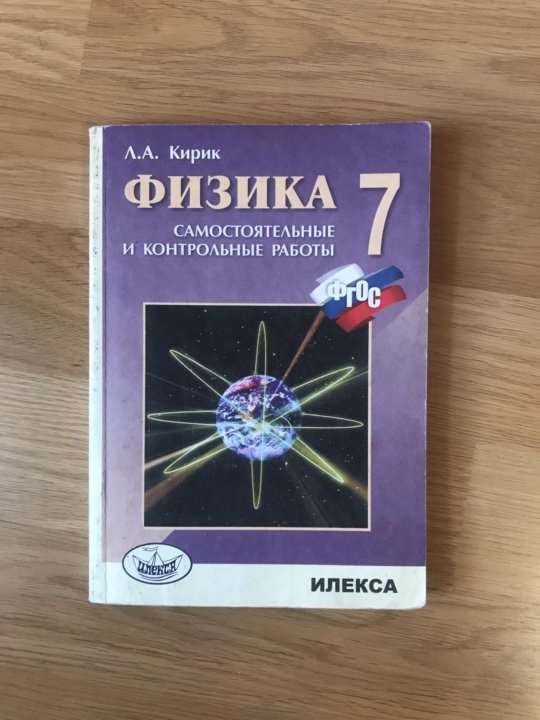 Л.А. Кирик
ФИЗИКА 7
САМОСТОЯТЕЛЬНЫЕ
И КОНТРОЛЬНЫЕ РАБОТЫ
ФГОС
ИЛЕКСА
ИЛЕКСА